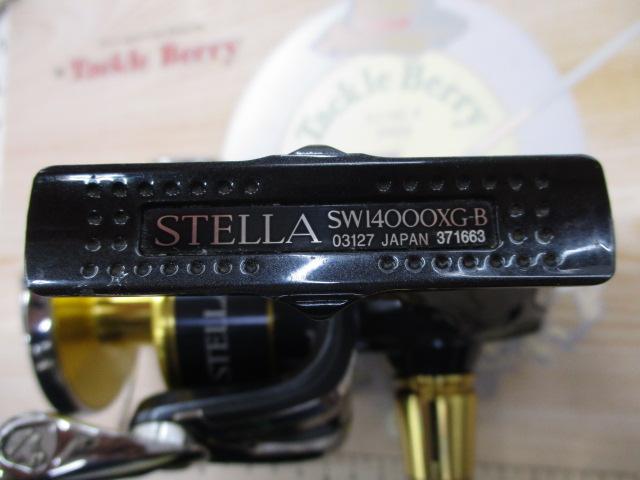 Tackle Berry
Tackle Berry
STELLA SW14000XG-B
03127 JAPAN 371663
STELLA